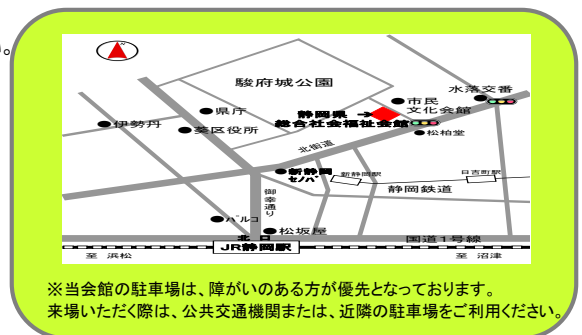 い。
駿府城公園
水落交番
県庁
静岡県 →
市民
文化会館
伊勢丹
葵区役所
総合社会福祉会館
松柏堂
北街道
新静岡
セノバ
新静岡駅
日吉町駅
静岡鉄道
御幸通り
パルコ
松坂屋
北 口
国道1号線
JR静岡駅
至 浜松
至 沼津
※当会館の駐車場は、障がいのある方が優先となっております。
来場いただく際は、公共交通機関または、近隣の駐車場をご利用ください。